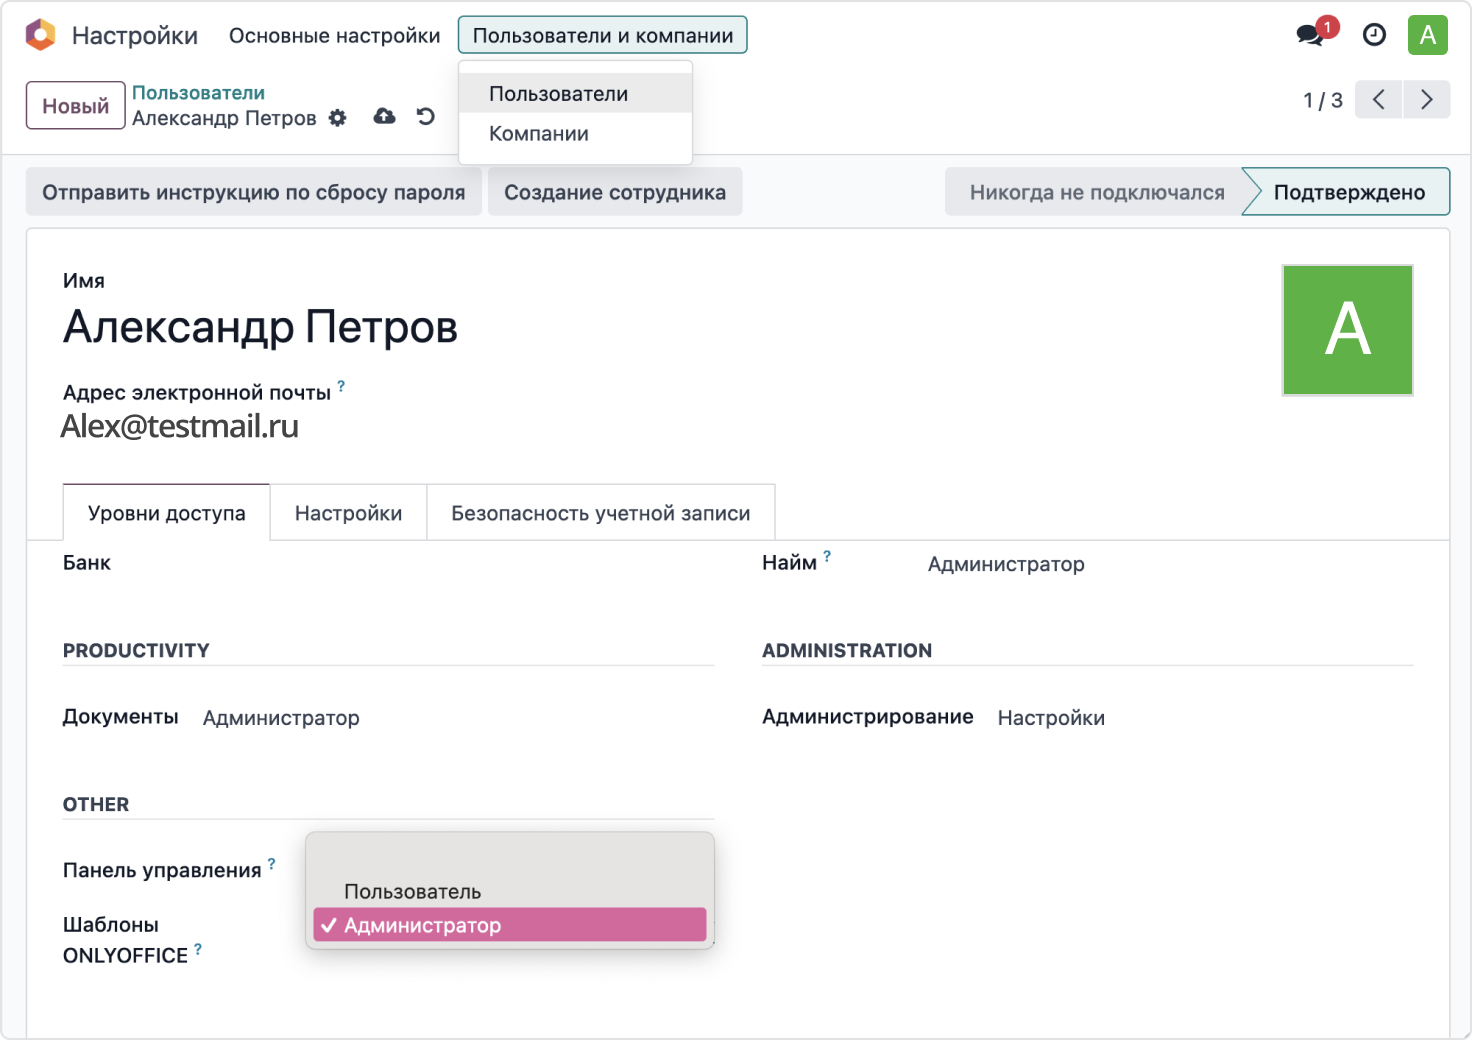 Настройки Основные настройки Пользователи и компании 1 A
Пользователи
Компании
Новый Пользователи
Александр Петров
1 / 3
Отправить инструкцию по сбросу пароля Создание сотрудника Никогда не подключался Подтверждено
Имя
Александр Петров
A
Адрес электронной почты ?
Alex@testmail.ru
Уровни доступа Настройки Безопасность учетной записи
Банк Найм ? Администратор
PRODUCTIVITY ADMINISTRATION
Документы Администратор Администрирование Настройки
OTHER
Панель управления ?
Пользователь
✓ Администратор
Шаблоны
ONLYOFFICE ?